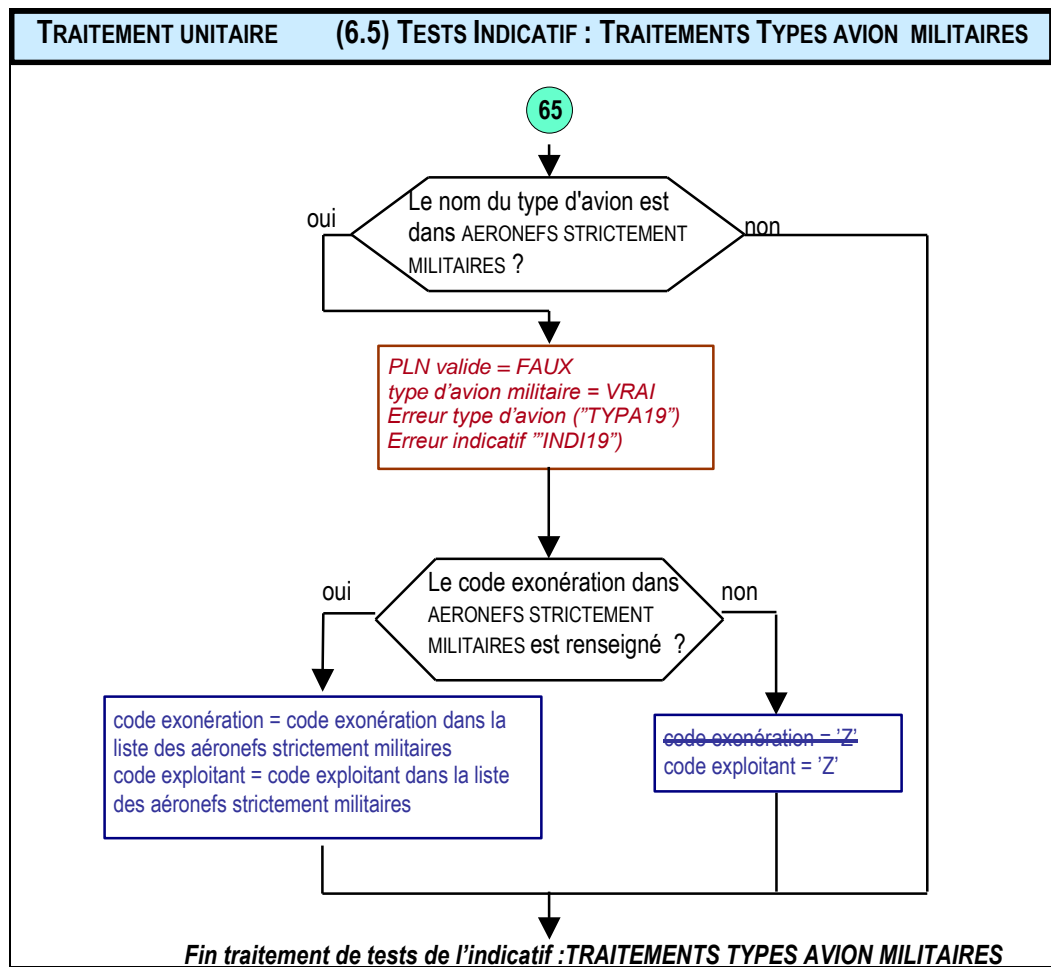 TRAITEMENT UNITAIRE (6.5) TESTS INDICATIF : TRAITEMENTS TYPES AVION MILITAIRES
65
Le nom du type d'avion est
dans AERONEFS STRICTEMENT
MILITAIRES ?
oui
non
PLN valide = FAUX
type d’avion militaire = VRAI
Erreur type d’avion (”TYPA19”)
Erreur indicatif ”’INDI19”)
Le code exonération dans
AERONEFS STRICTEMENT
MILITAIRES est renseigné ?
oui
non
code exonération = code exonération dans la
liste des aéronefs strictement militaires
code exploitant = code exploitant dans la liste
des aéronefs strictement militaires
code exonération = ’Z’
code exploitant = ’Z’
Fin traitement de tests de l’indicatif :TRAITEMENTS TYPES AVION MILITAIRES